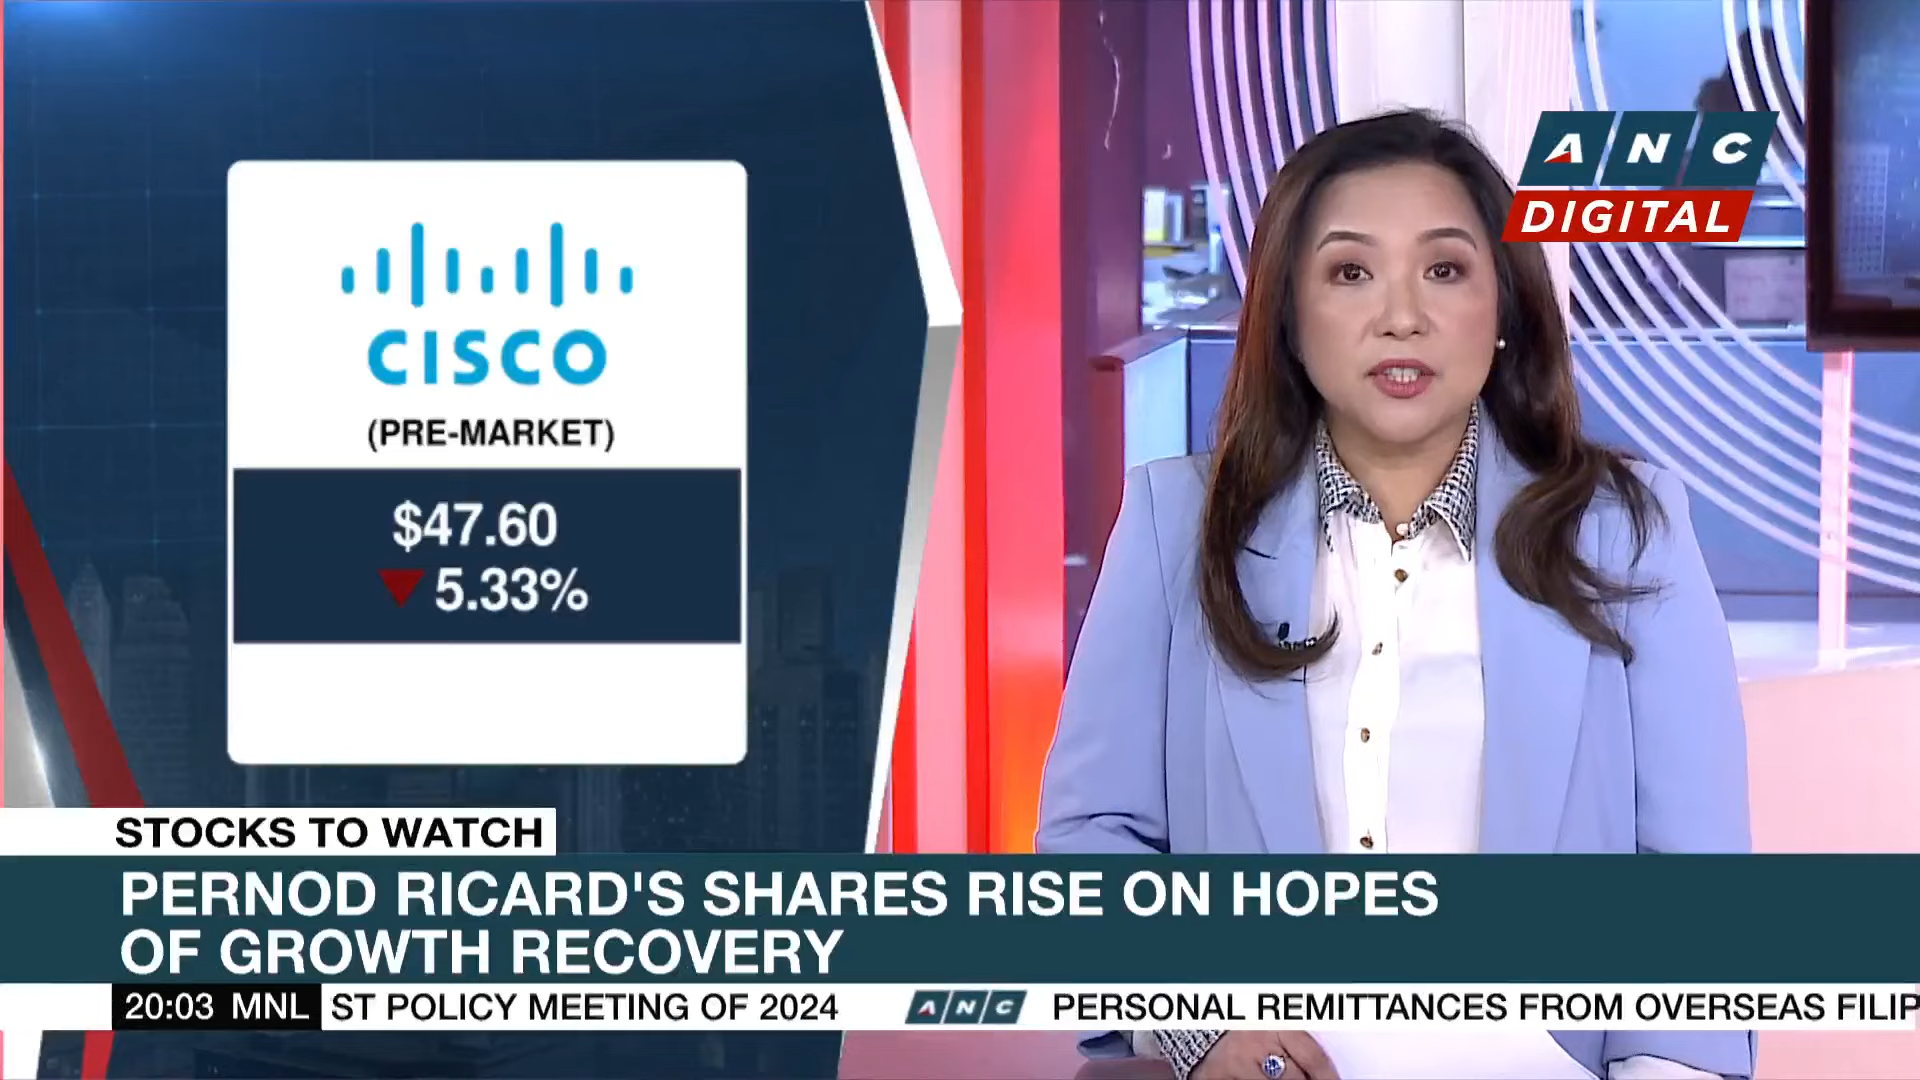 CISCO
(PRE-MARKET)
$47.60
5.33%
ANC
DIGITAL
STOCKS TO WATCH
PERNOD RICARD'S SHARES RISE ON HOPES
OF GROWTH RECOVERY
20:03 MNL ST POLICY MEETING OF 2024 ANC PERSONAL REMITTANCES FROM OVERSEAS FILIP